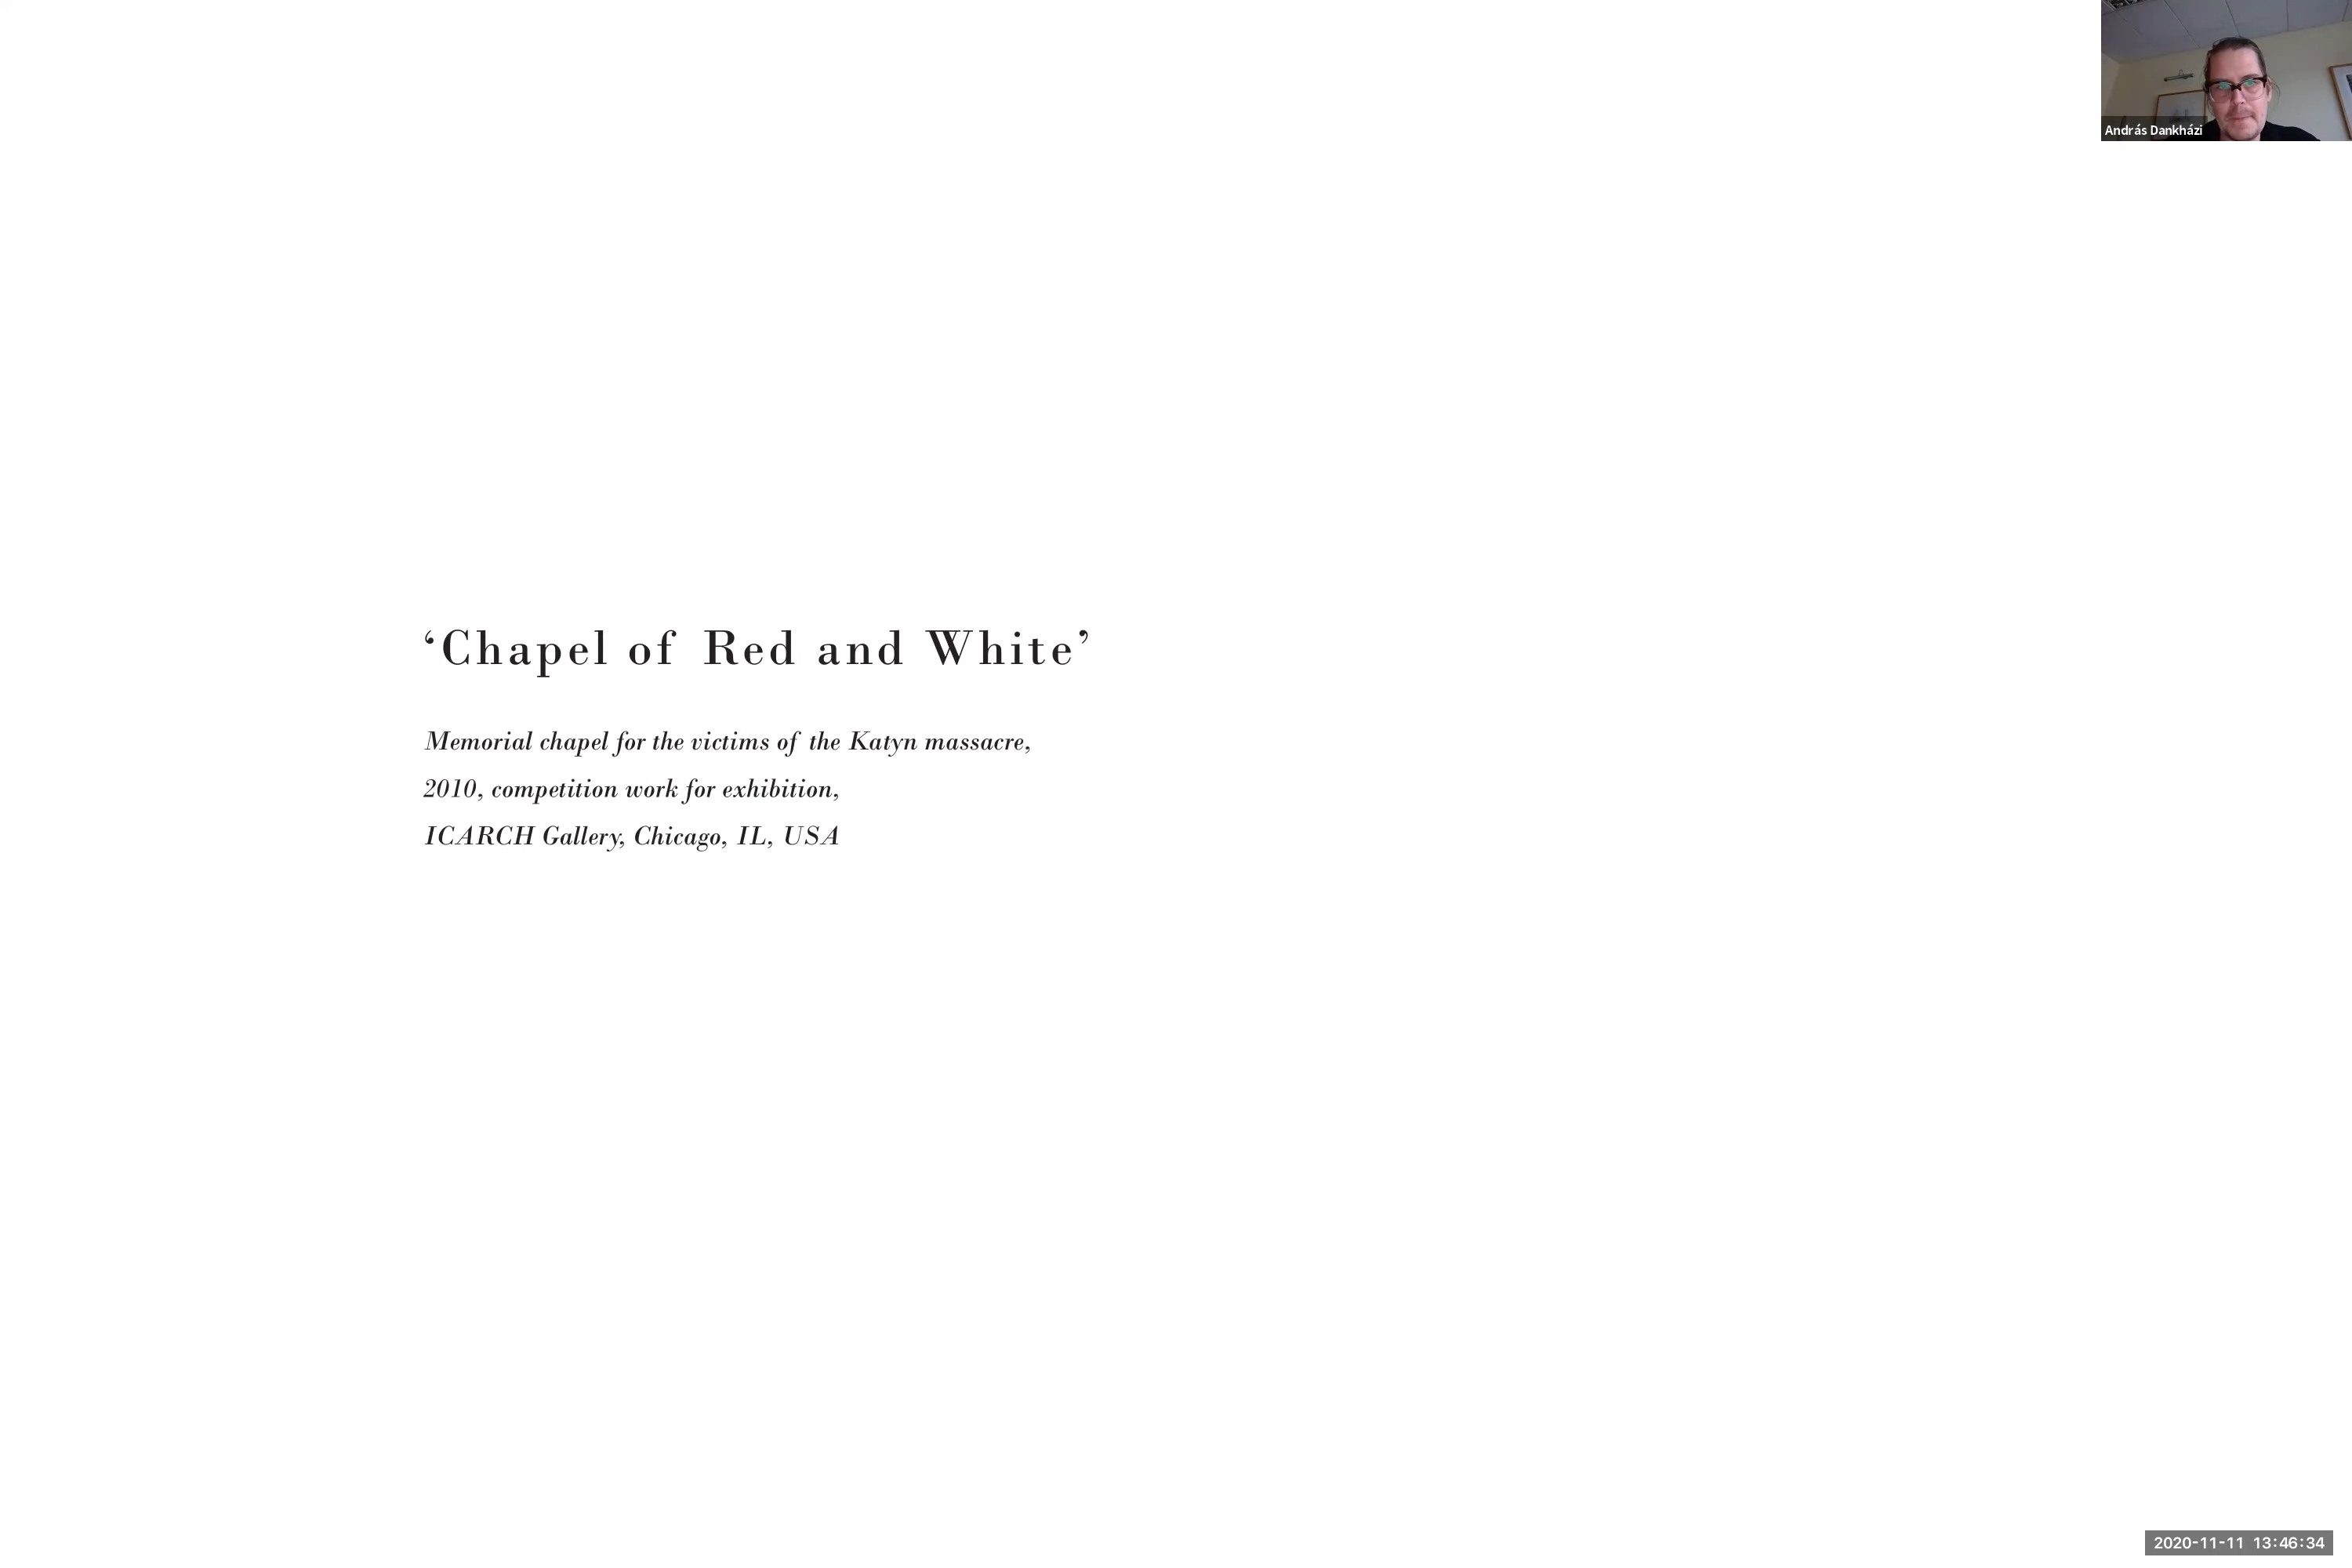 András Dankházi
‘Chapel of Red and White’
Memorial chapel for the victims of the Katyn massacre,
2010, competition work for exhibition,
ICARCH Gallery, Chicago, IL, USA
2020-11-11 13:46:34